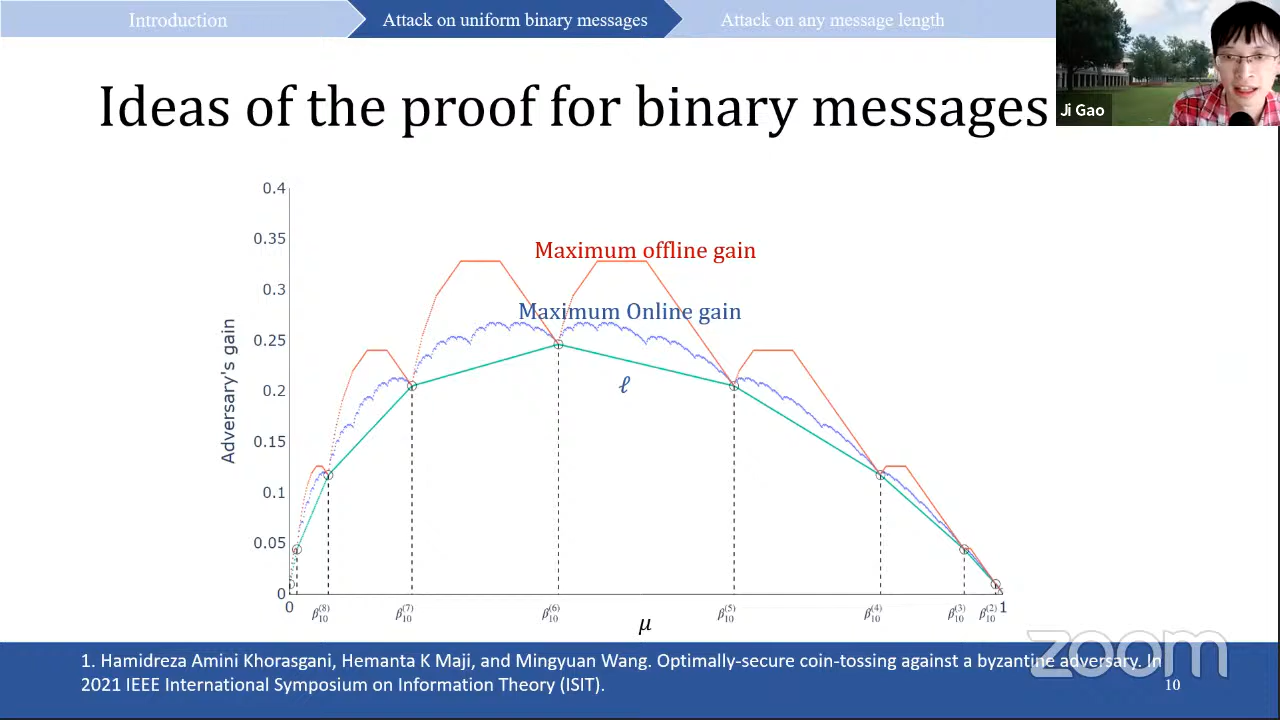 Introduction
Attack on uniform binary messages
Attack on any message length
Ideas of the proof for binary messages
Ji Gao
0.4
0.35
0.3
0.25
0.2
0.15
0.1
0.05
0
Adversary's gain
Maximum offline gain
Maximum Online gain
ℓ
0
β₁₀⁽⁸⁾
β₁₀⁽⁷⁾
β₁₀⁽⁶⁾
β₁₀⁽⁵⁾
β₁₀⁽⁴⁾
β₁₀⁽³⁾
β₁₀⁽²⁾
1
μ
1. Hamidreza Amini Khorasgani, Hemanta K Maji, and Mingyuan Wang. Optimally-secure coin-tossing against a byzantine adversary. In
2021 IEEE International Symposium on Information Theory (ISIT).
10
zoom